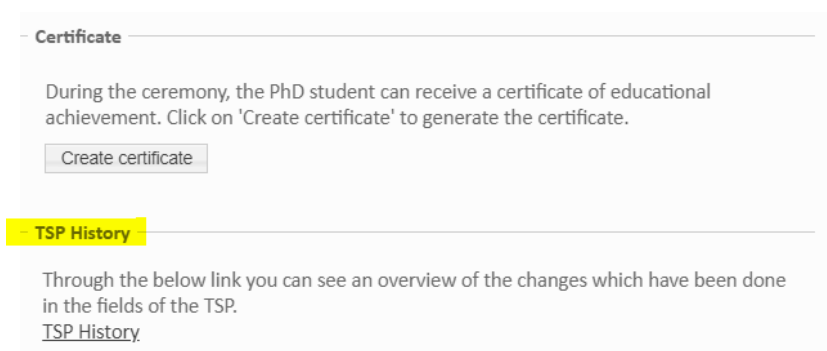 Certificate
During the ceremony, the PhD student can receive a certificate of educational
achievement. Click on 'Create certificate' to generate the certificate.
Create certificate
TSP History
Through the below link you can see an overview of the changes which have been done
in the fields of the TSP.
TSP History